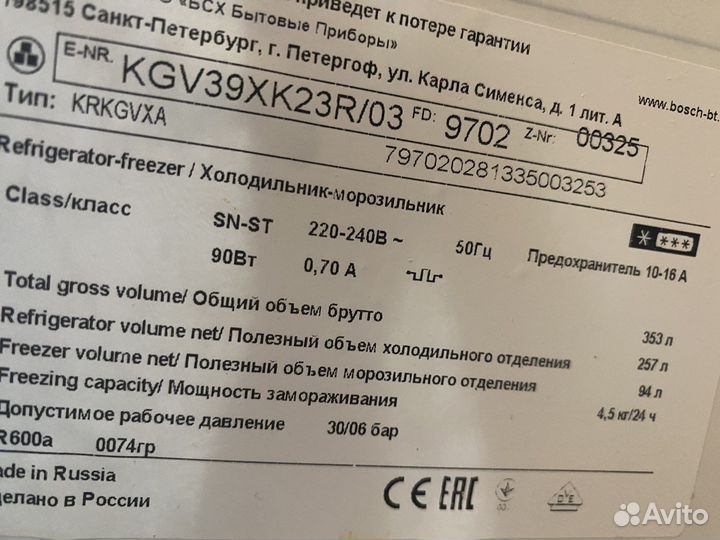 приведет к потере гарантии
«БСХ Бытовые Приборы»
198515 Санкт-Петербург, г. Петергоф, ул. Карла Сименса, д. 1 лит. А
www.bosch-bt.
E-NR. KGV39XK23R/03 FD: 9702 Z-Nr: 00325
Тип: KRKGVXA
797020281335003253
Refrigerator-freezer / Холодильник-морозильник
Class/класс SN-ST 220-240В ~ 50Гц Предохранитель 10-16 А
90Вт 0,70 А
Total gross volume/ Общий объем брутто 353 л
Refrigerator volume net/ Полезный объем холодильного отделения 257 л
Freezer volume net/ Полезный объем морозильного отделения 94 л
Freezing capacity/ Мощность замораживания 4,5 кг/24 ч
Допустимое рабочее давление 30/06 бар
R600a 0074гр
ade in Russia
делано в России
CE EAC
Avito